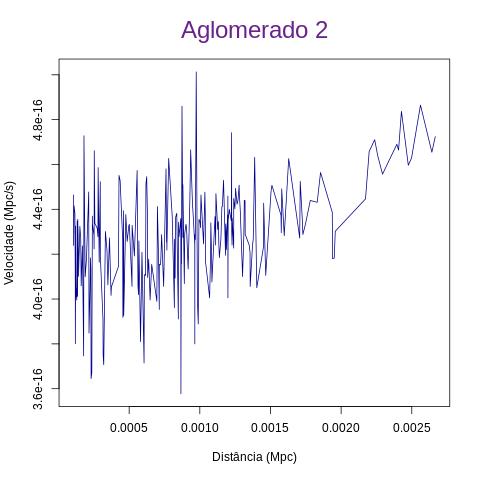 Aglomerado 2
Velocidade (Mpc/s)
4.8e-16
4.4e-16
4.0e-16
3.6e-16
0.0005 0.0010 0.0015 0.0020 0.0025
Distância (Mpc)